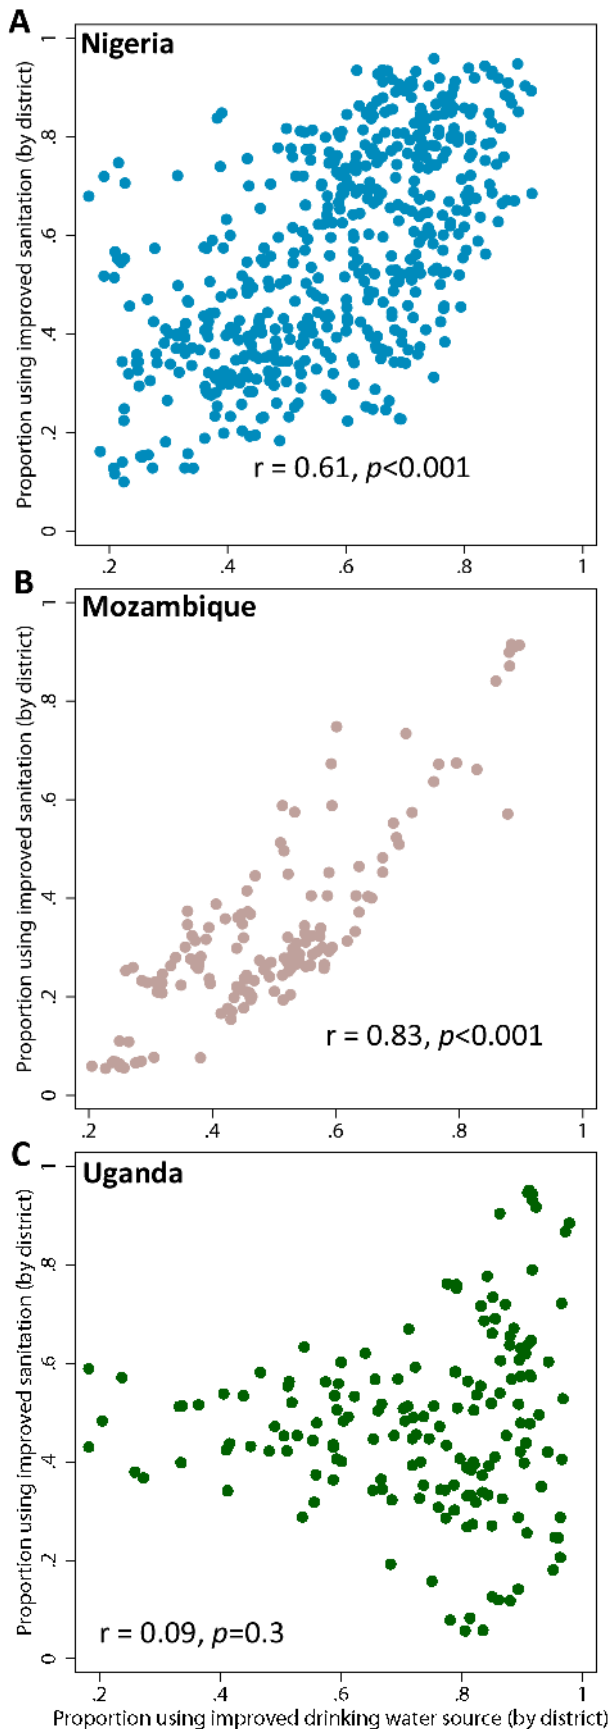 A
Nigeria
Proportion using improved sanitation (by district)
1
.8
.6
.4
.2
0
r = 0.61, p<0.001
.2 .4 .6 .8 1
B
Mozambique
Proportion using improved sanitation (by district)
1
.8
.6
.4
.2
0
r = 0.83, p<0.001
.2 .4 .6 .8 1
C
Uganda
Proportion using improved sanitation (by district)
1
.8
.6
.4
.2
0
r = 0.09, p=0.3
.2 .4 .6 .8 1
Proportion using improved drinking water source (by district)